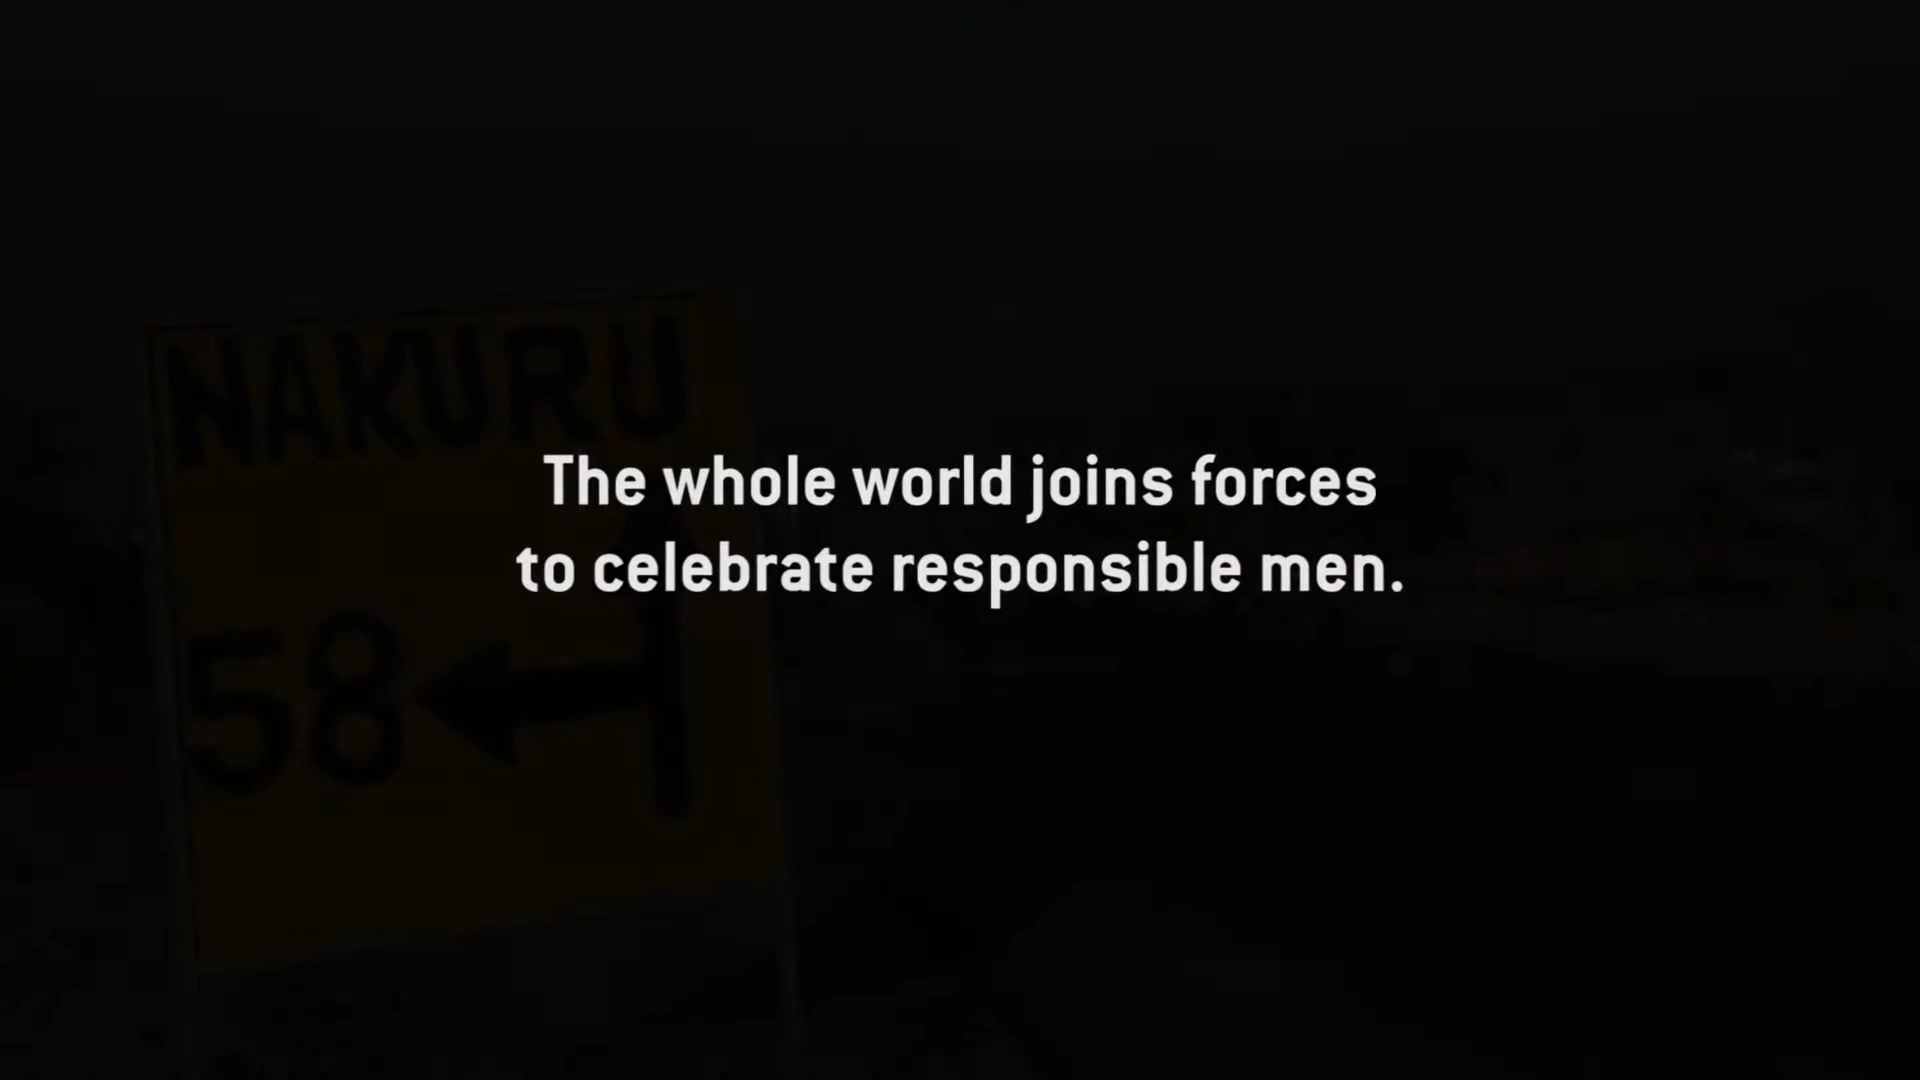 NAKURU
The whole world joins forces
to celebrate responsible men.
58